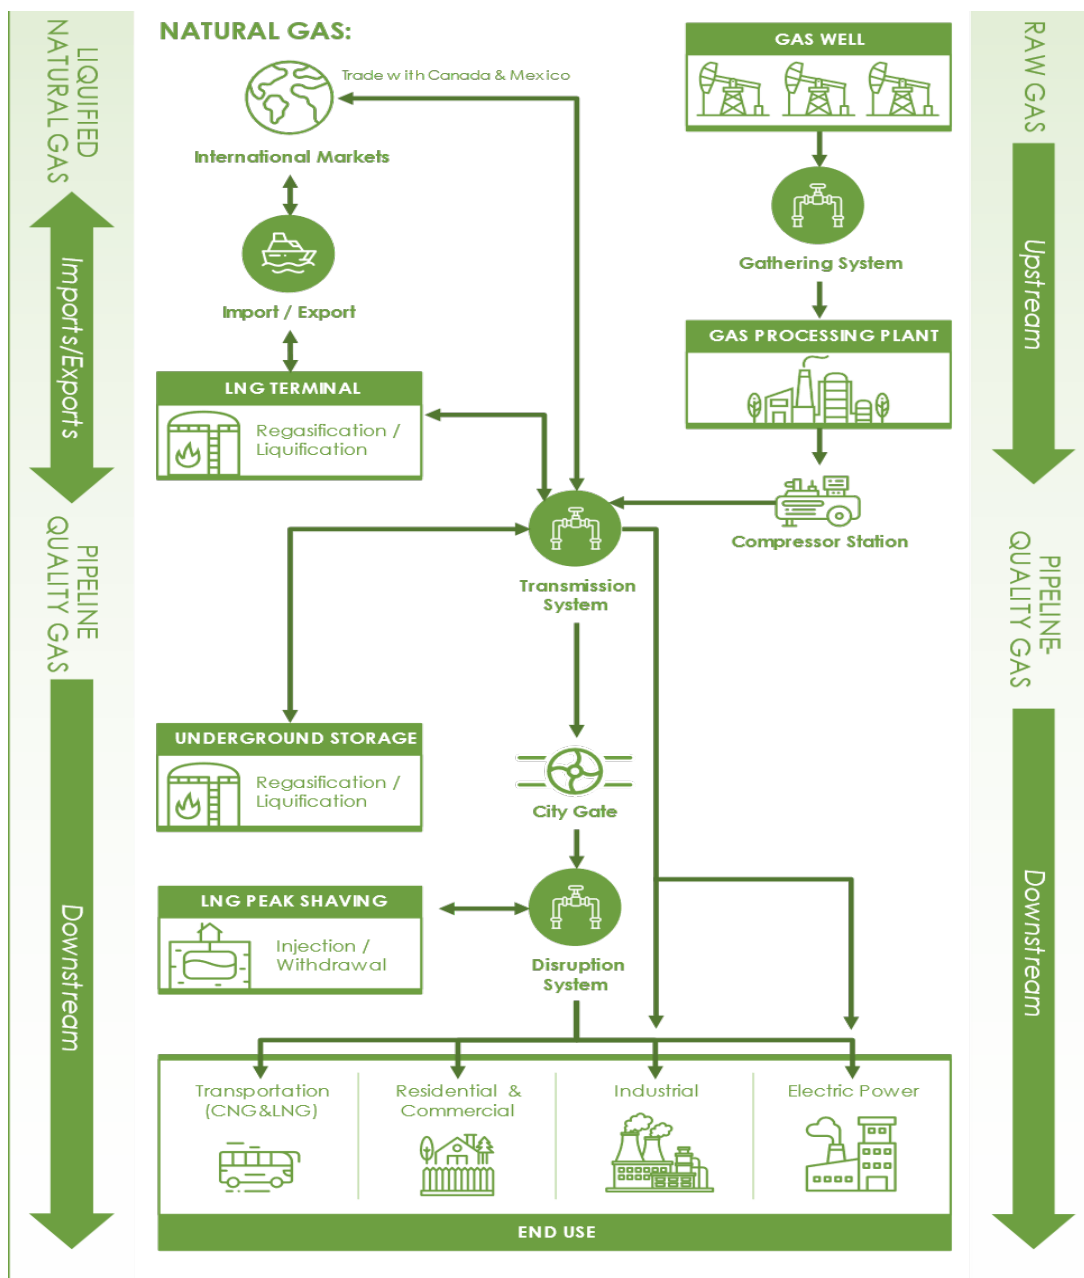 NATURAL GAS:
LIQUIFIED
NATURAL GAS
Imports/Exports
PIPELINE
QUALITY GAS
Downstream
Trade with Canada & Mexico
International Markets
Import / Export
LNG TERMINAL
Regasification /
Liquification
GAS WELL
Gathering System
GAS PROCESSING PLANT
Compressor Station
Transmission
System
UNDERGROUND STORAGE
Regasification /
Liquification
City Gate
LNG PEAK SHAVING
Injection /
Withdrawal
Disruption
System
Transportation
(CNG&LNG)
Residential &
Commercial
Industrial
Electric Power
END USE
RAW GAS
Upstream
PIPELINE-
QUALITY GAS
Downstream